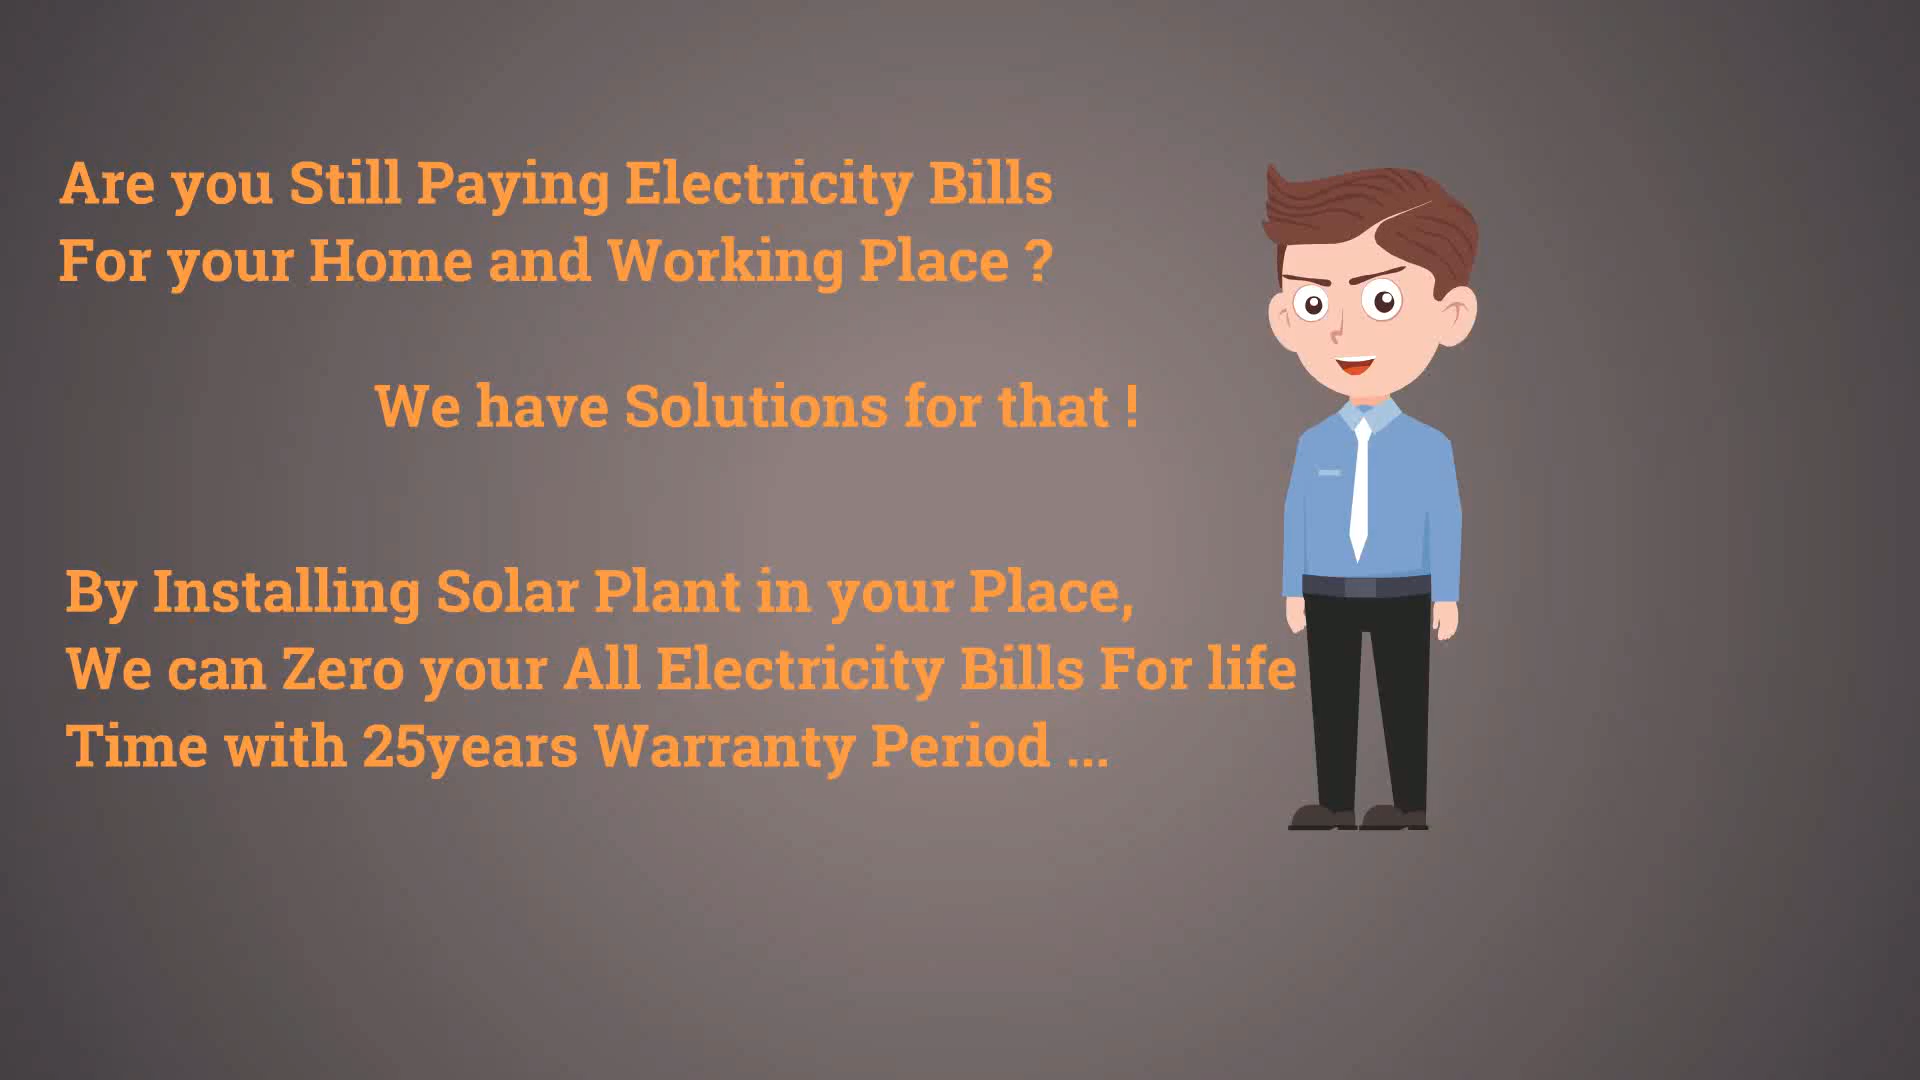 Are you Still Paying Electricity Bills
For your Home and Working Place ?
We have Solutions for that !
By Installing Solar Plant in your Place,
We can Zero your All Electricity Bills For life
Time with 25years Warranty Period ...